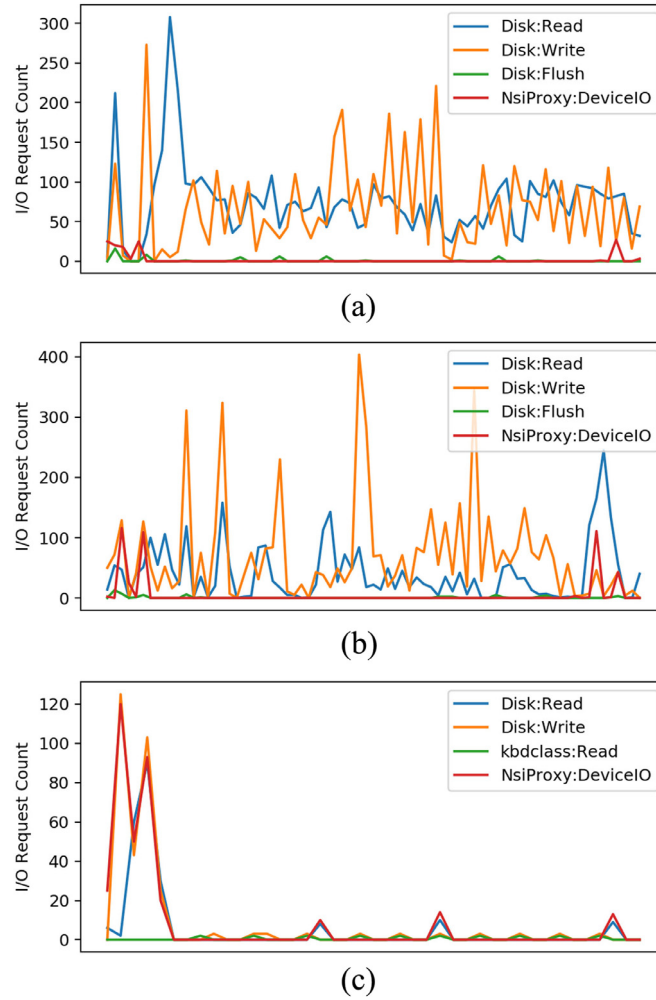 300
250
200
150
100
50
0
I/O Request Count
Disk:Read
Disk:Write
Disk:Flush
NsiProxy:DeviceIO
(a)
400
300
200
100
0
I/O Request Count
Disk:Read
Disk:Write
Disk:Flush
NsiProxy:DeviceIO
(b)
120
100
80
60
40
20
0
I/O Request Count
Disk:Read
Disk:Write
kbdclass:Read
NsiProxy:DeviceIO
(c)